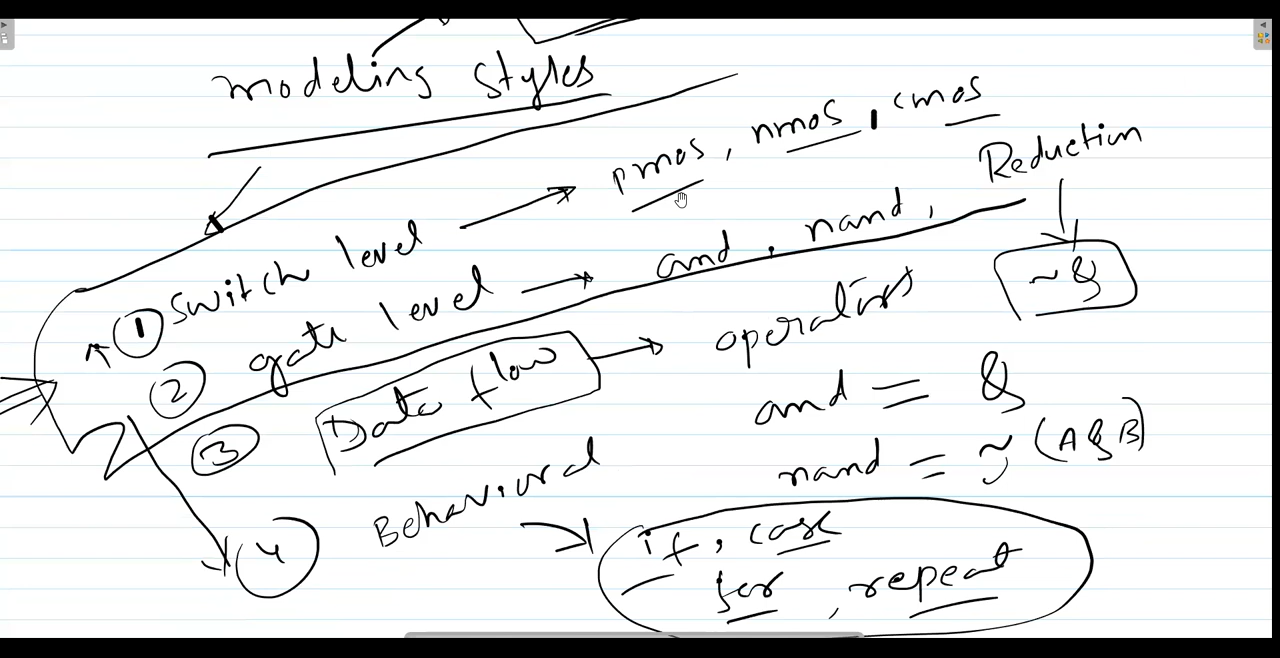 modeling styles
① Switch level → pmos, nmos, cmos
② gate level → and, nand,
Reduction
~&
③ Data flow → operators
and = &
nand = ~(A&B)
④ Behavioral
if, case
for, repeat